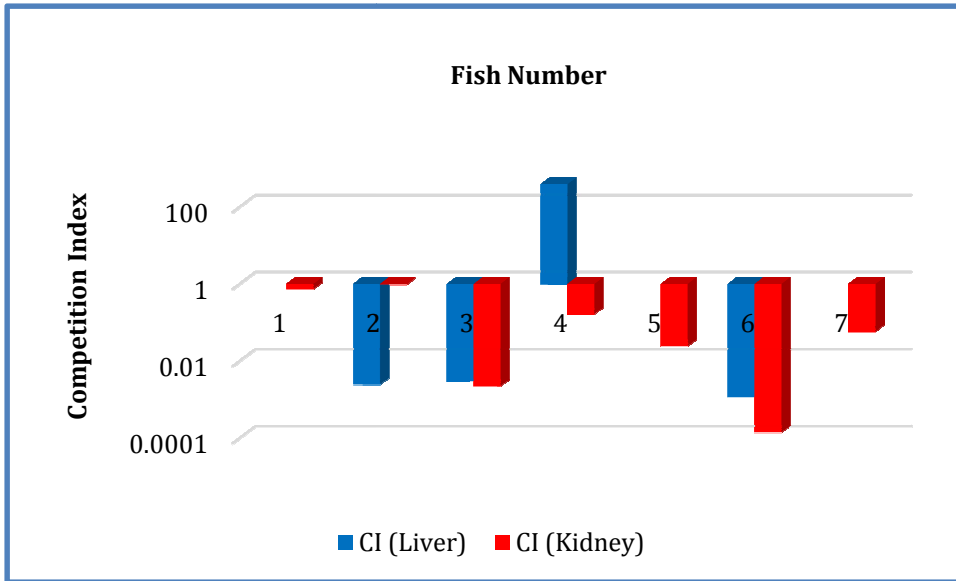 Fish Number
Competition Index
100
1
0.01
0.0001
1 2 3 4 5 6 7
CI (Liver) CI (Kidney)